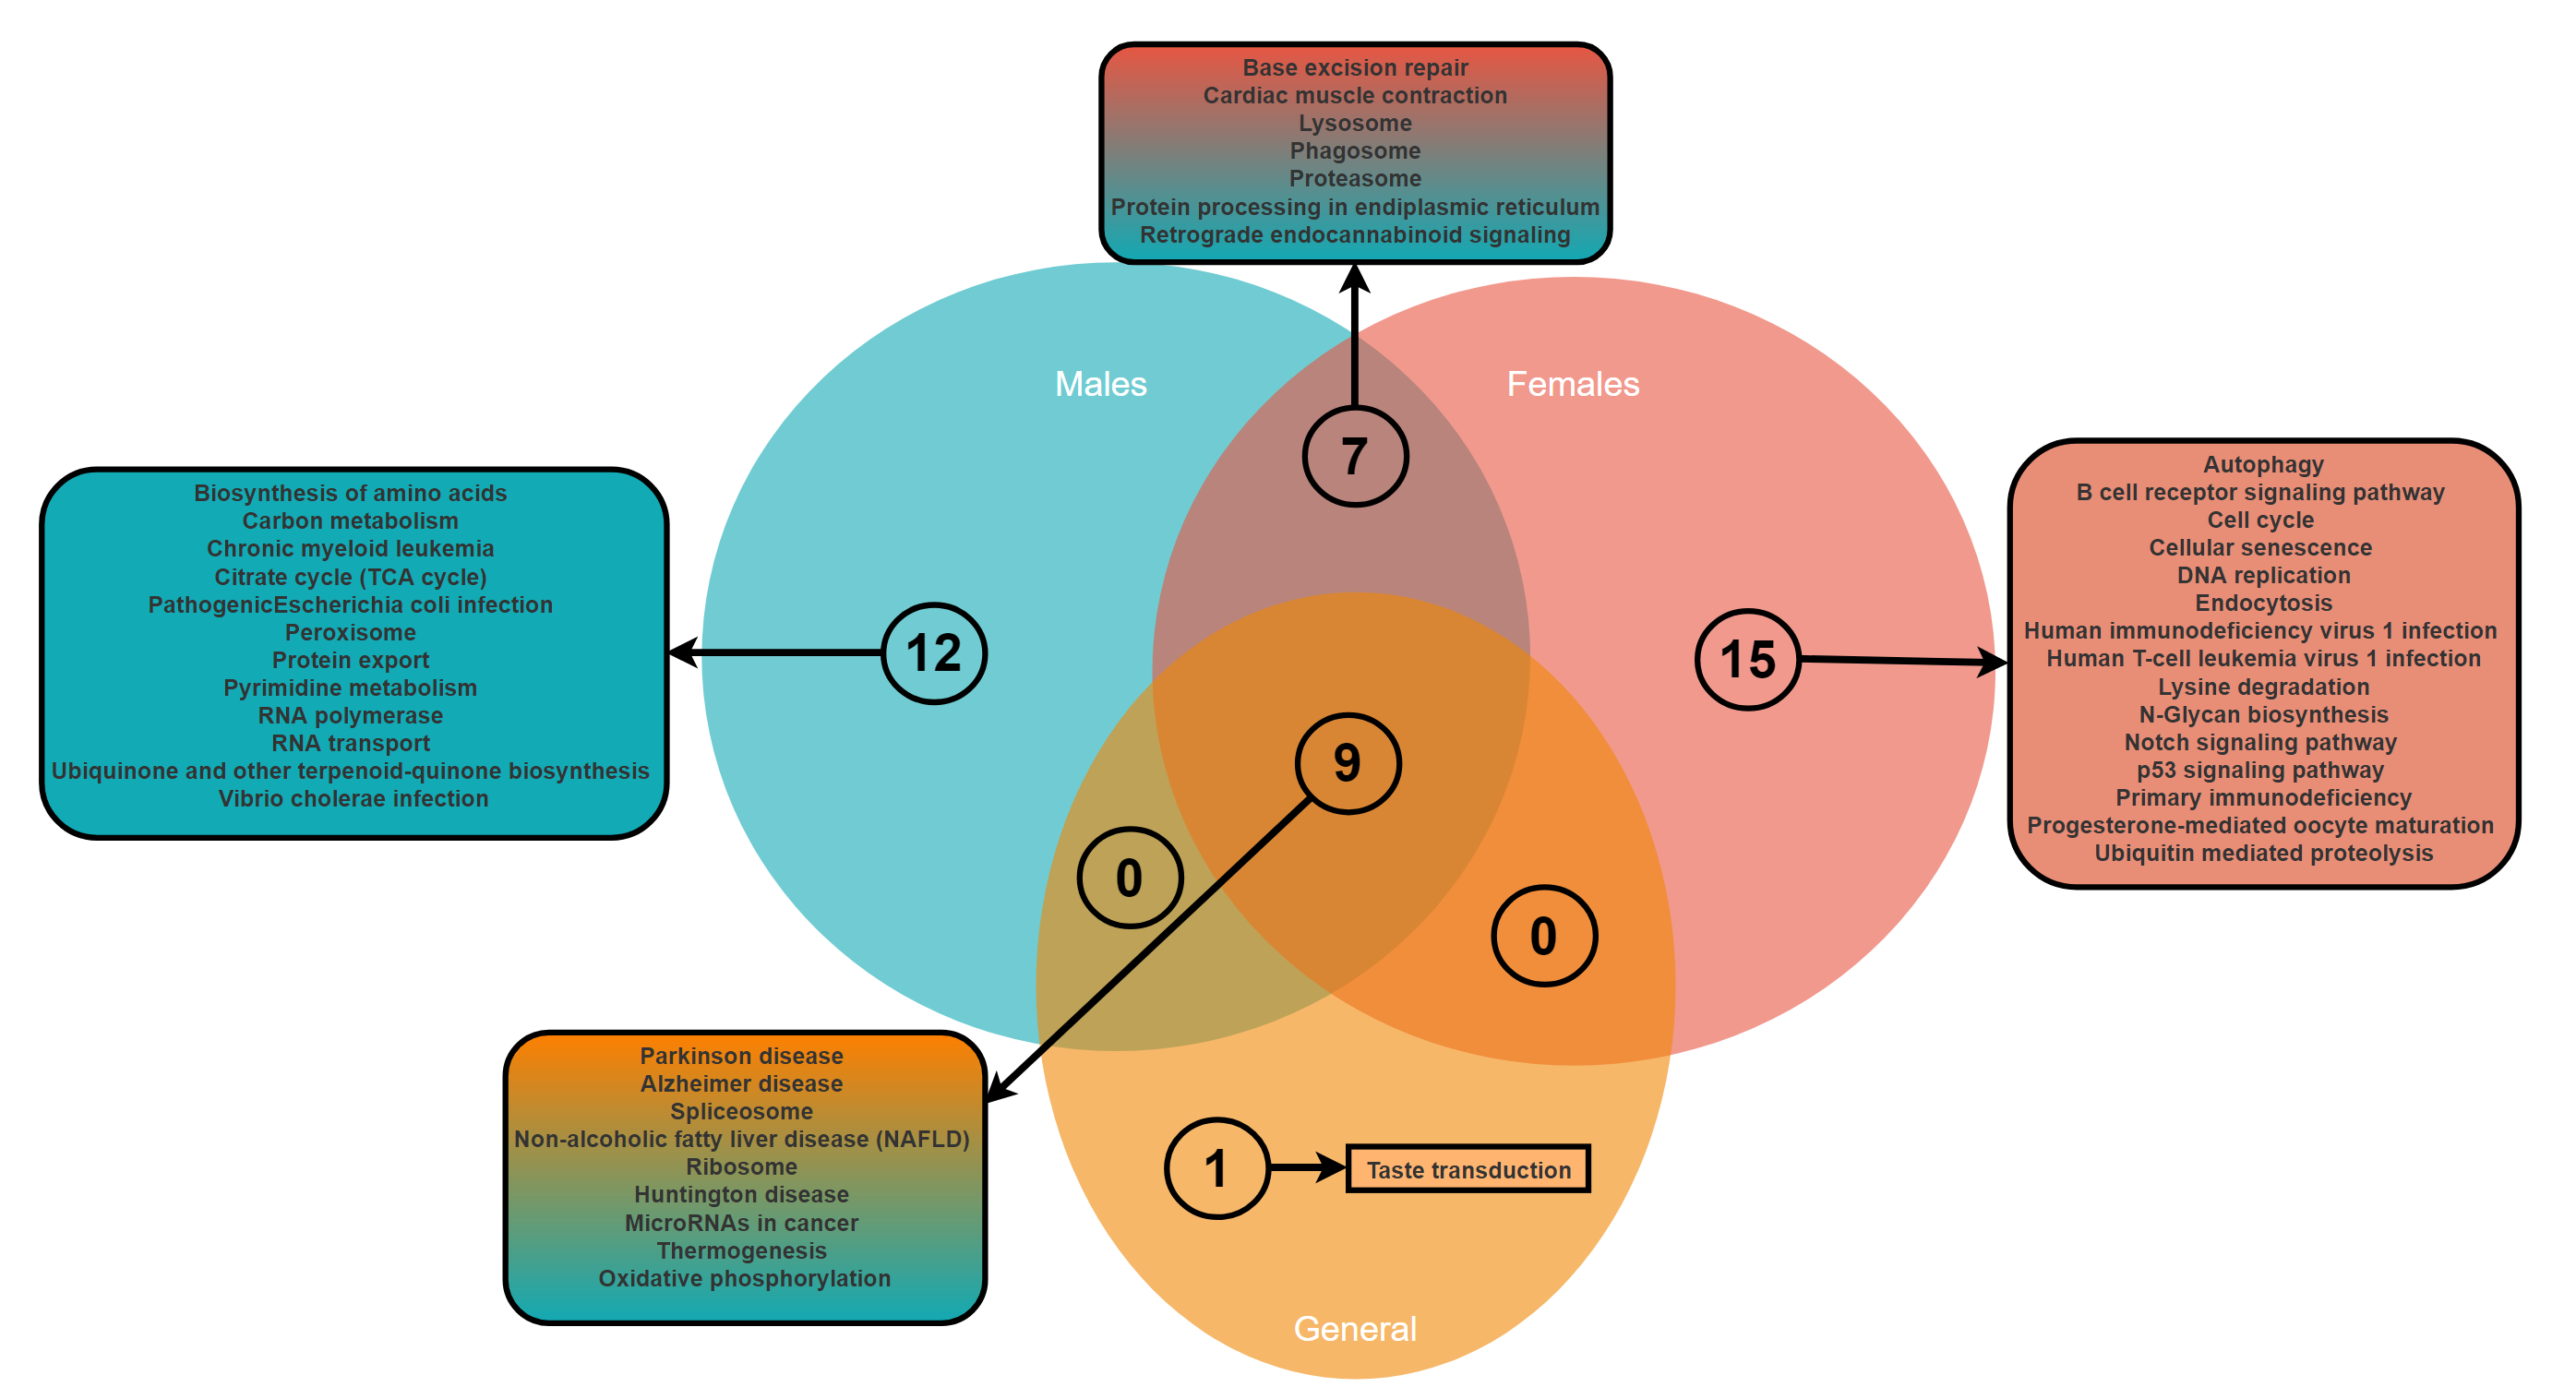 Base excision repair
Cardiac muscle contraction
Lysosome
Phagosome
Proteasome
Protein processing in endiplasmic reticulum
Retrograde endocannabinoid signaling
Males
Females
7
Biosynthesis of amino acids
Carbon metabolism
Chronic myeloid leukemia
Citrate cycle (TCA cycle)
PathogenicEscherichia coli infection
Peroxisome
Protein export
Pyrimidine metabolism
RNA polymerase
RNA transport
Ubiquinone and other terpenoid-quinone biosynthesis
Vibrio cholerae infection
12
15
Autophagy
B cell receptor signaling pathway
Cell cycle
Cellular senescence
DNA replication
Endocytosis
Human immunodeficiency virus 1 infection
Human T-cell leukemia virus 1 infection
Lysine degradation
N-Glycan biosynthesis
Notch signaling pathway
p53 signaling pathway
Primary immunodeficiency
Progesterone-mediated oocyte maturation
Ubiquitin mediated proteolysis
9
0
0
Parkinson disease
Alzheimer disease
Spliceosome
Non-alcoholic fatty liver disease (NAFLD)
Ribosome
Huntington disease
MicroRNAs in cancer
Thermogenesis
Oxidative phosphorylation
1
Taste transduction
General